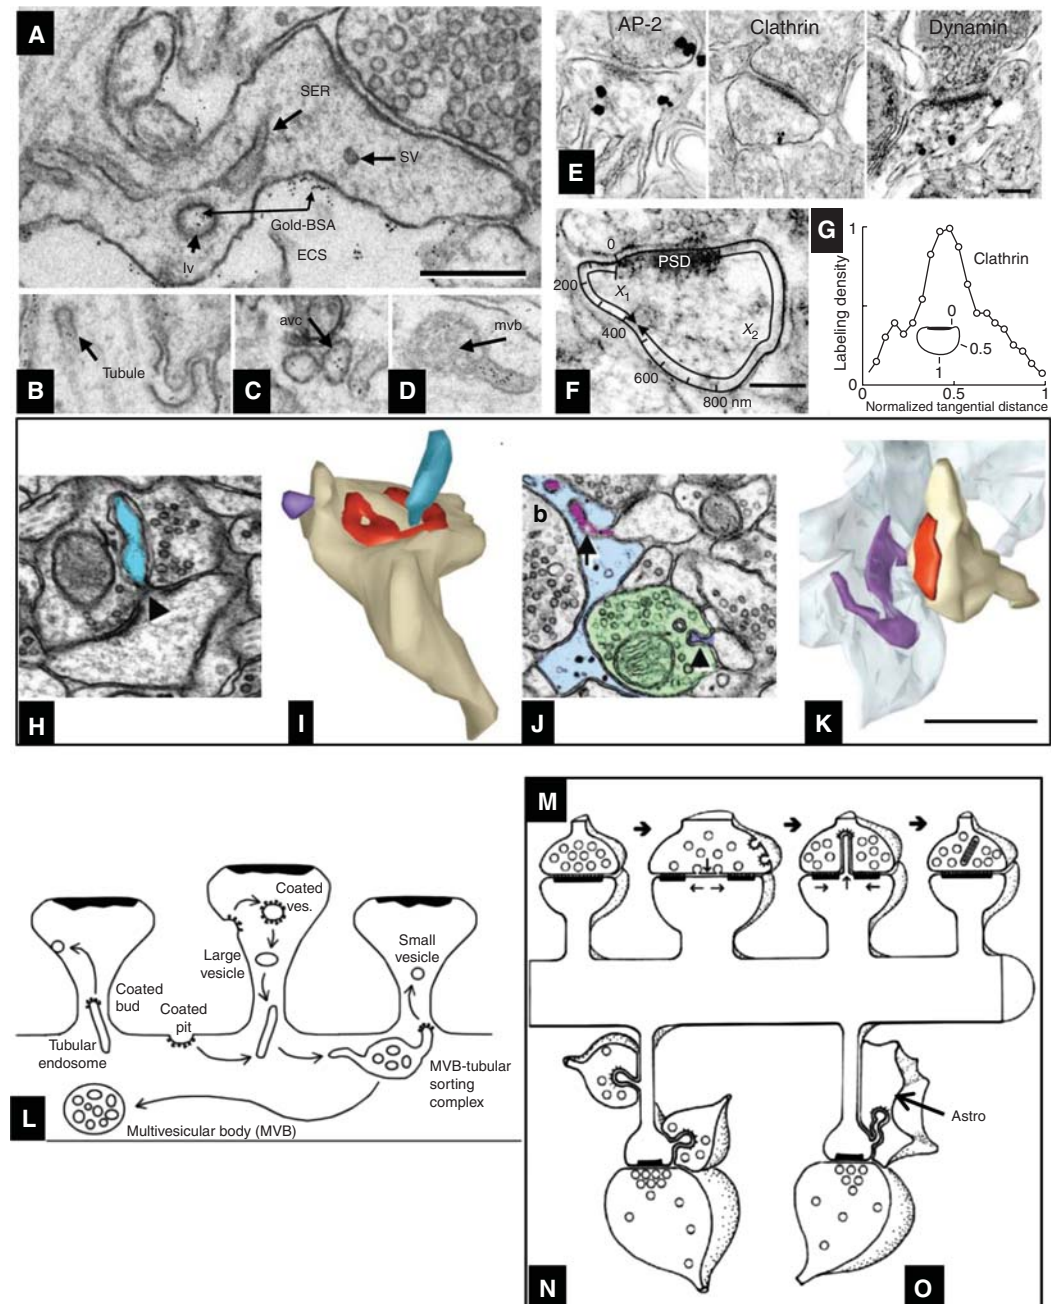 A
SER
SV
Gold-BSA
lv
ECS
B
Tubule
C
avc
D
mvb
E
AP-2
Clathrin
Dynamin
F
0
200
400
600
800 nm
PSD
X1
X2
G
Labeling density
1
0
Clathrin
0
0.5
1
0
0.5
1
Normalized tangential distance
H
I
J
b
K
L
Tubular
endosome
Coated
bud
Coated
pit
Large
vesicle
Coated
ves.
Small
vesicle
MVB-tubular
sorting
complex
Multivesicular body (MVB)
M
N
O
Astro